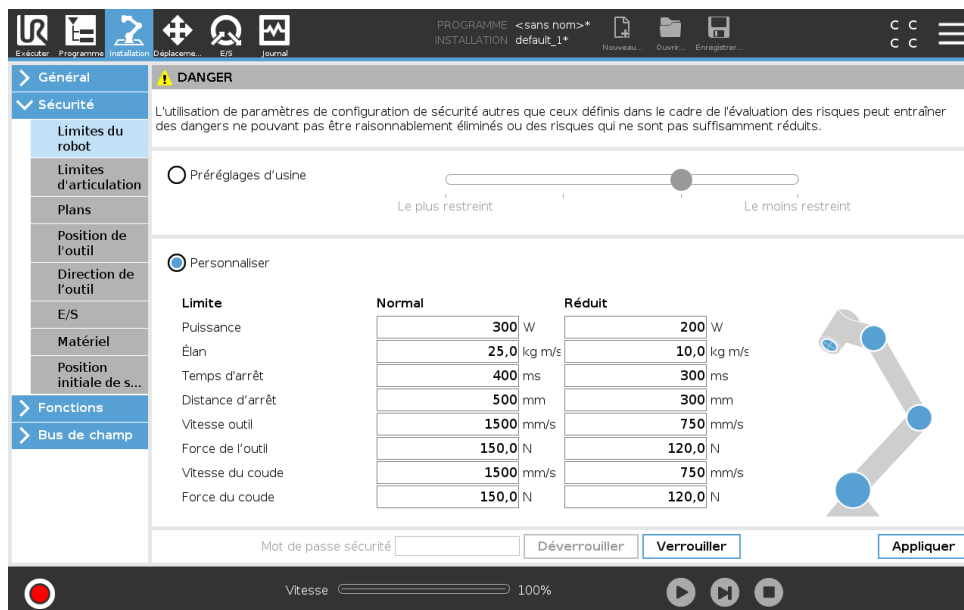 PROGRAMME <sans nom>*
INSTALLATION default_1*
C C
C C
Exécuter Programme Installation Déplaceme... E/S Journal Nouveau... Ouvrir... Enregistrer...
Général
Sécurité
Limites du
robot
Limites
d'articulation
Plans
Position de
l'outil
Direction de
l’outil
E/S
Matériel
Position
initiale de s...
Fonctions
Bus de champ
DANGER
L'utilisation de paramètres de configuration de sécurité autres que ceux définis dans le cadre de l'évaluation des risques peut entraîner
des dangers ne pouvant pas être raisonnablement éliminés ou des risques qui ne sont pas suffisamment réduits.
Préréglages d’usine
Le plus restreint Le moins restreint
Personnaliser
Limite Normal Réduit
Puissance 300 W 200 W
Élan 25,0 kg m/s 10,0 kg m/s
Temps d'arrêt 400 ms 300 ms
Distance d’arrêt 500 mm 300 mm
Vitesse outil 1500 mm/s 750 mm/s
Force de l’outil 150,0 N 120,0 N
Vitesse du coude 1500 mm/s 750 mm/s
Force du coude 150,0 N 120,0 N
Mot de passe sécurité Déverrouiller Verrouiller Appliquer
Vitesse 100%